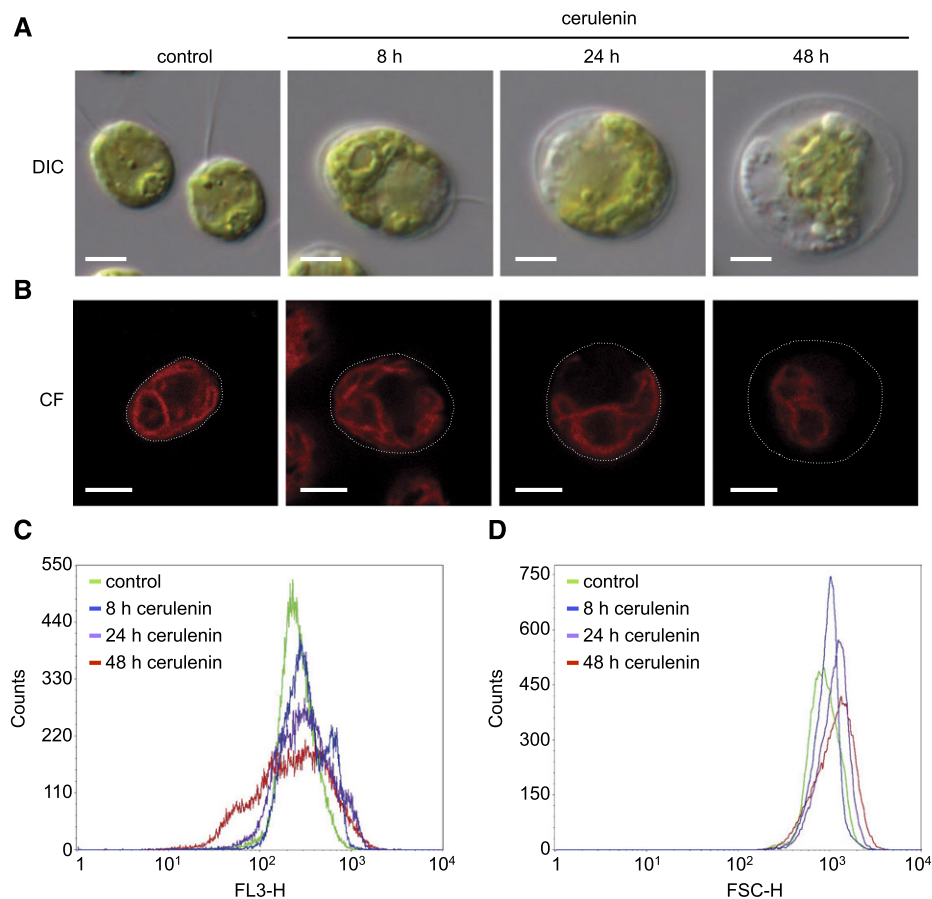 A
cerulenin
control
8 h
24 h
48 h
DIC
B
CF
C
D
550
440
330
220
110
0
Counts
control
8 h cerulenin
24 h cerulenin
48 h cerulenin
1
10¹
10²
10³
10⁴
FL3-H
750
600
450
300
150
0
Counts
control
8 h cerulenin
24 h cerulenin
48 h cerulenin
1
10¹
10²
10³
10⁴
FSC-H